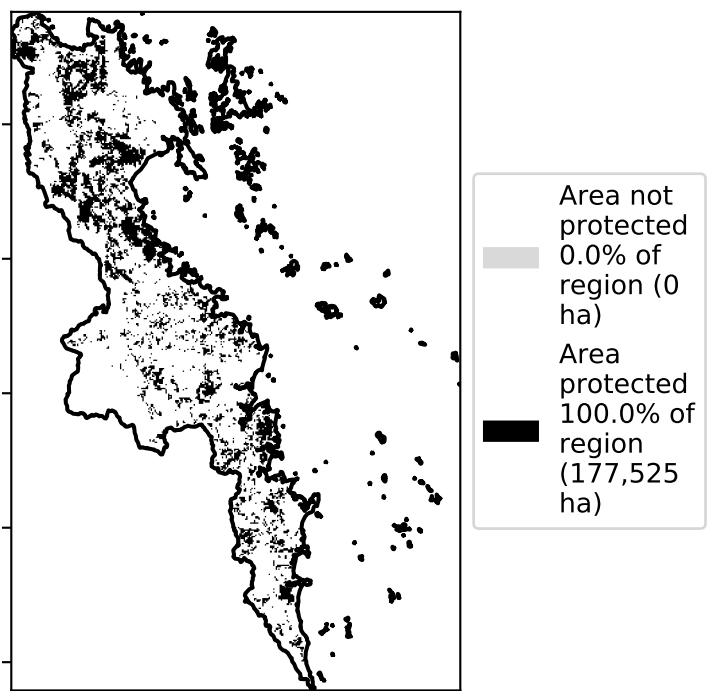 Area not
protected
0.0% of
region (0
ha)
Area
protected
100.0% of
region
(177,525
ha)